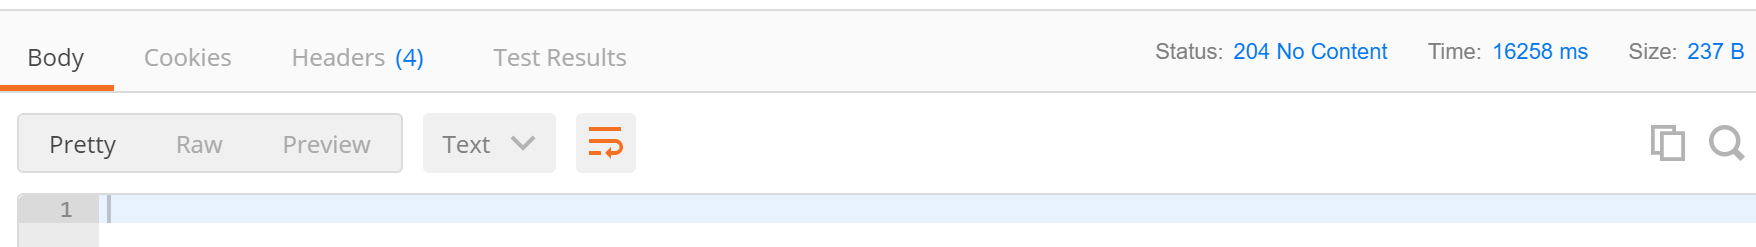 Body Cookies Headers (4) Test Results Status: 204 No Content Time: 16258 ms Size: 237 B
Pretty Raw Preview Text
1